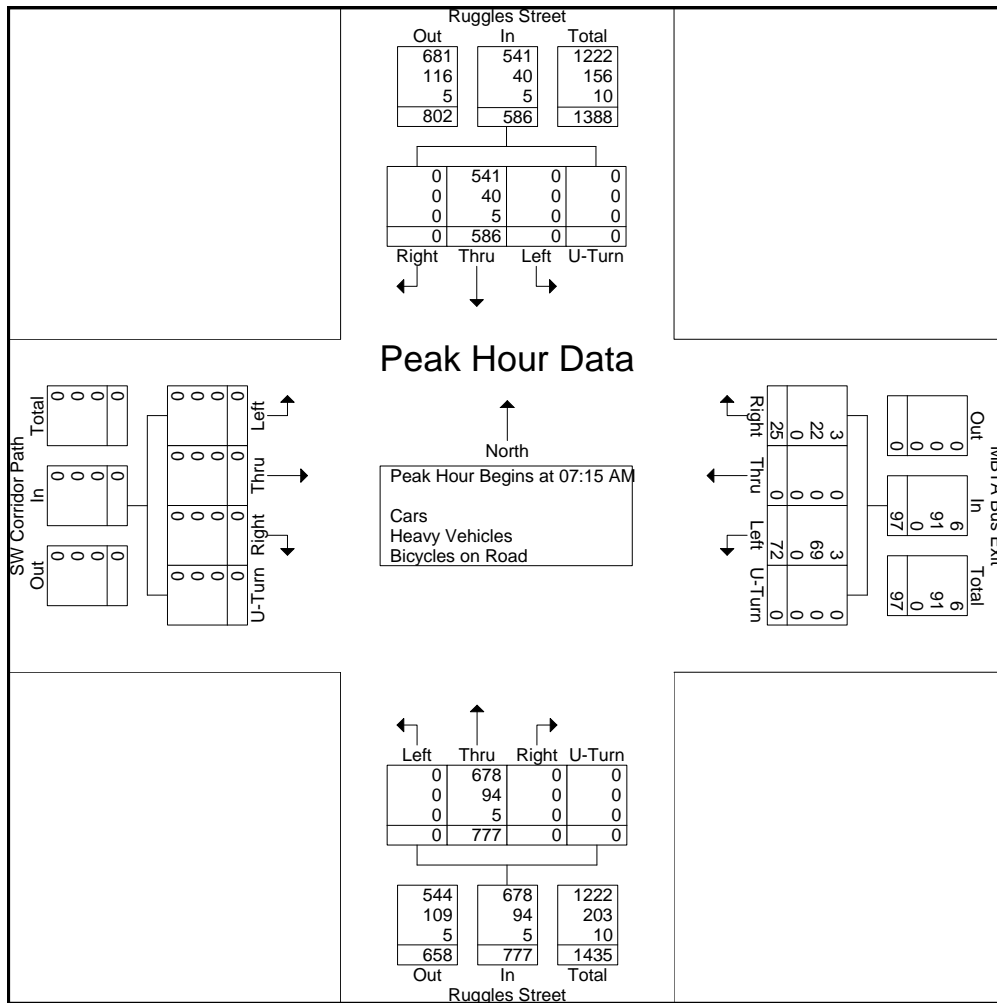 Ruggles Street
Out In Total
681 541 1222
116 40 156
5 5 10
802 586 1388
0 541 0 0
0 40 0 0
0 5 0 0
0 586 0 0
Right Thru Left U-Turn
Peak Hour Data
North
Peak Hour Begins at 07:15 AM
Cars
Heavy Vehicles
Bicycles on Road
SW Corridor Path
Total In Out
0 0 0
0 0 0
0 0 0
0 0 0
0 0 0 0
0 0 0 0
0 0 0 0
0 0 0 0
Left Thru Right U-Turn
MBTA Bus Exit
Out In Total
0 6 6
0 91 91
0 0 0
0 97 97
3 0 3 0
22 0 69 0
0 0 0 0
25 0 72 0
Right Thru Left U-Turn
Left Thru Right U-Turn
0 678 0 0
0 94 0 0
0 5 0 0
0 777 0 0
544 678 1222
109 94 203
5 5 10
658 777 1435
Out In Total
Ruggles Street